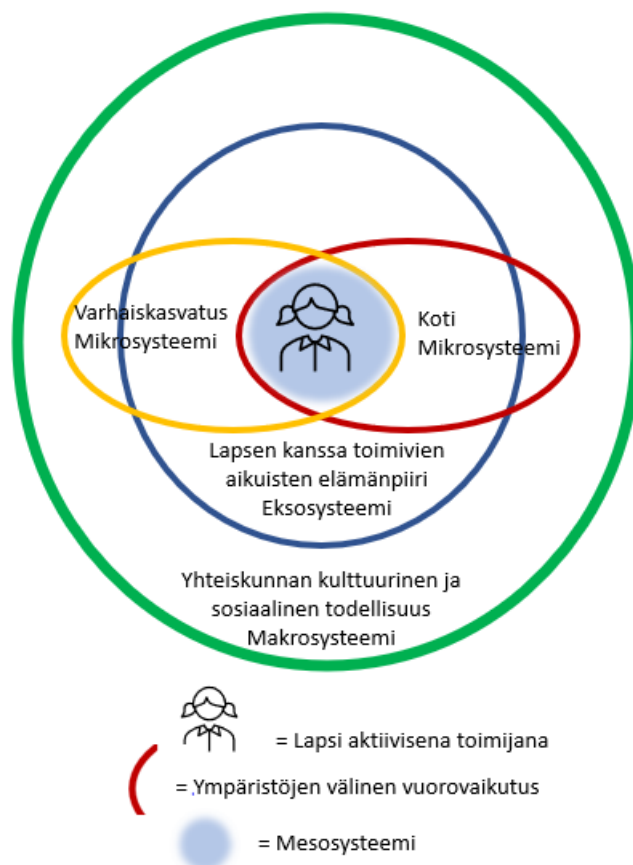 Varhaiskasvatus
Mikrosysteemi
Koti
Mikrosysteemi
Lapsen kanssa toimivien
aikuisten elämänpiiri
Eksosysteemi
Yhteiskunnan kulttuurinen ja
sosiaalinen todellisuus
Makrosysteemi
= Lapsi aktiivisena toimijana
= Ympäristöjen välinen vuorovaikutus
= Mesosysteemi